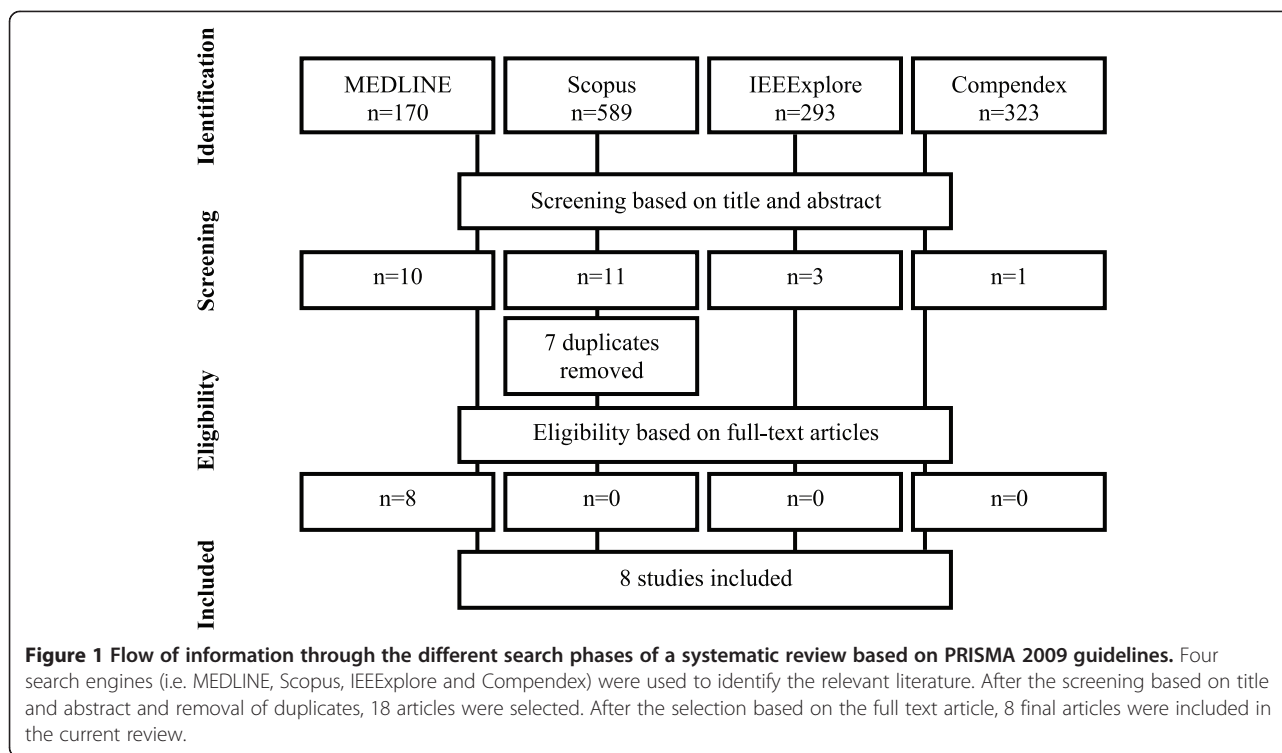 Identification
MEDLINE
n=170
Scopus
n=589
IEEExplore
n=293
Compendex
n=323
Screening based on title and abstract
Screening
n=10
n=11
n=3
n=1
7 duplicates
removed
Eligibility
Eligibility based on full-text articles
n=8
n=0
n=0
n=0
Included
8 studies included
Figure 1 Flow of information through the different search phases of a systematic review based on PRISMA 2009 guidelines. Four
search engines (i.e. MEDLINE, Scopus, IEEExplore and Compendex) were used to identify the relevant literature. After the screening based on title
and abstract and removal of duplicates, 18 articles were selected. After the selection based on the full text article, 8 final articles were included in
the current review.